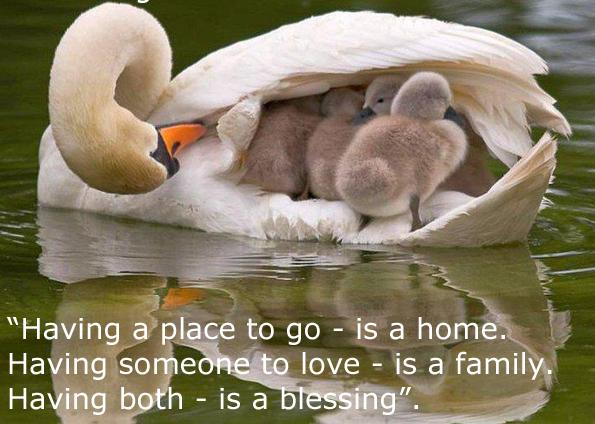 “Having a place to go - is a home.
Having someone to love - is a family.
Having both - is a blessing”.